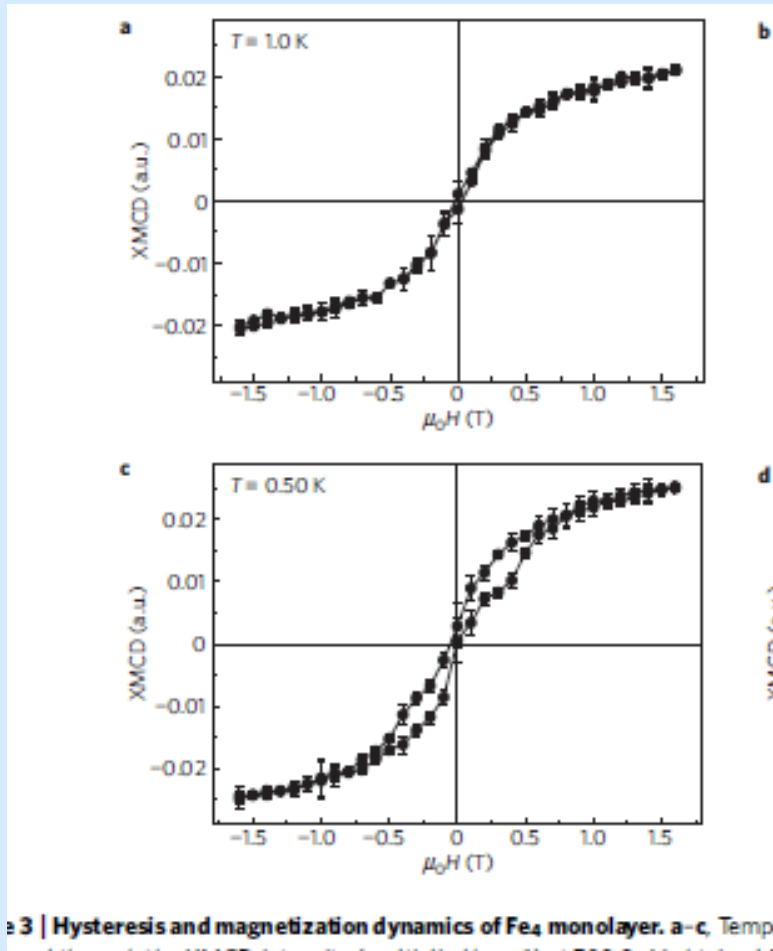 a
b
T = 1.0 K
0.02
0.01
0
−0.01
−0.02
XMCD (a.u.)
−1.5 −1.0 −0.5 0 0.5 1.0 1.5
μ₀H (T)
c
d
T = 0.50 K
0.02
0.01
0
−0.01
−0.02
XMCD (a.u.)
−1.5 −1.0 −0.5 0 0.5 1.0 1.5
μ₀H (T)
e 3 | Hysteresis and magnetization dynamics of Fe₄ monolayer. a–c, Temp